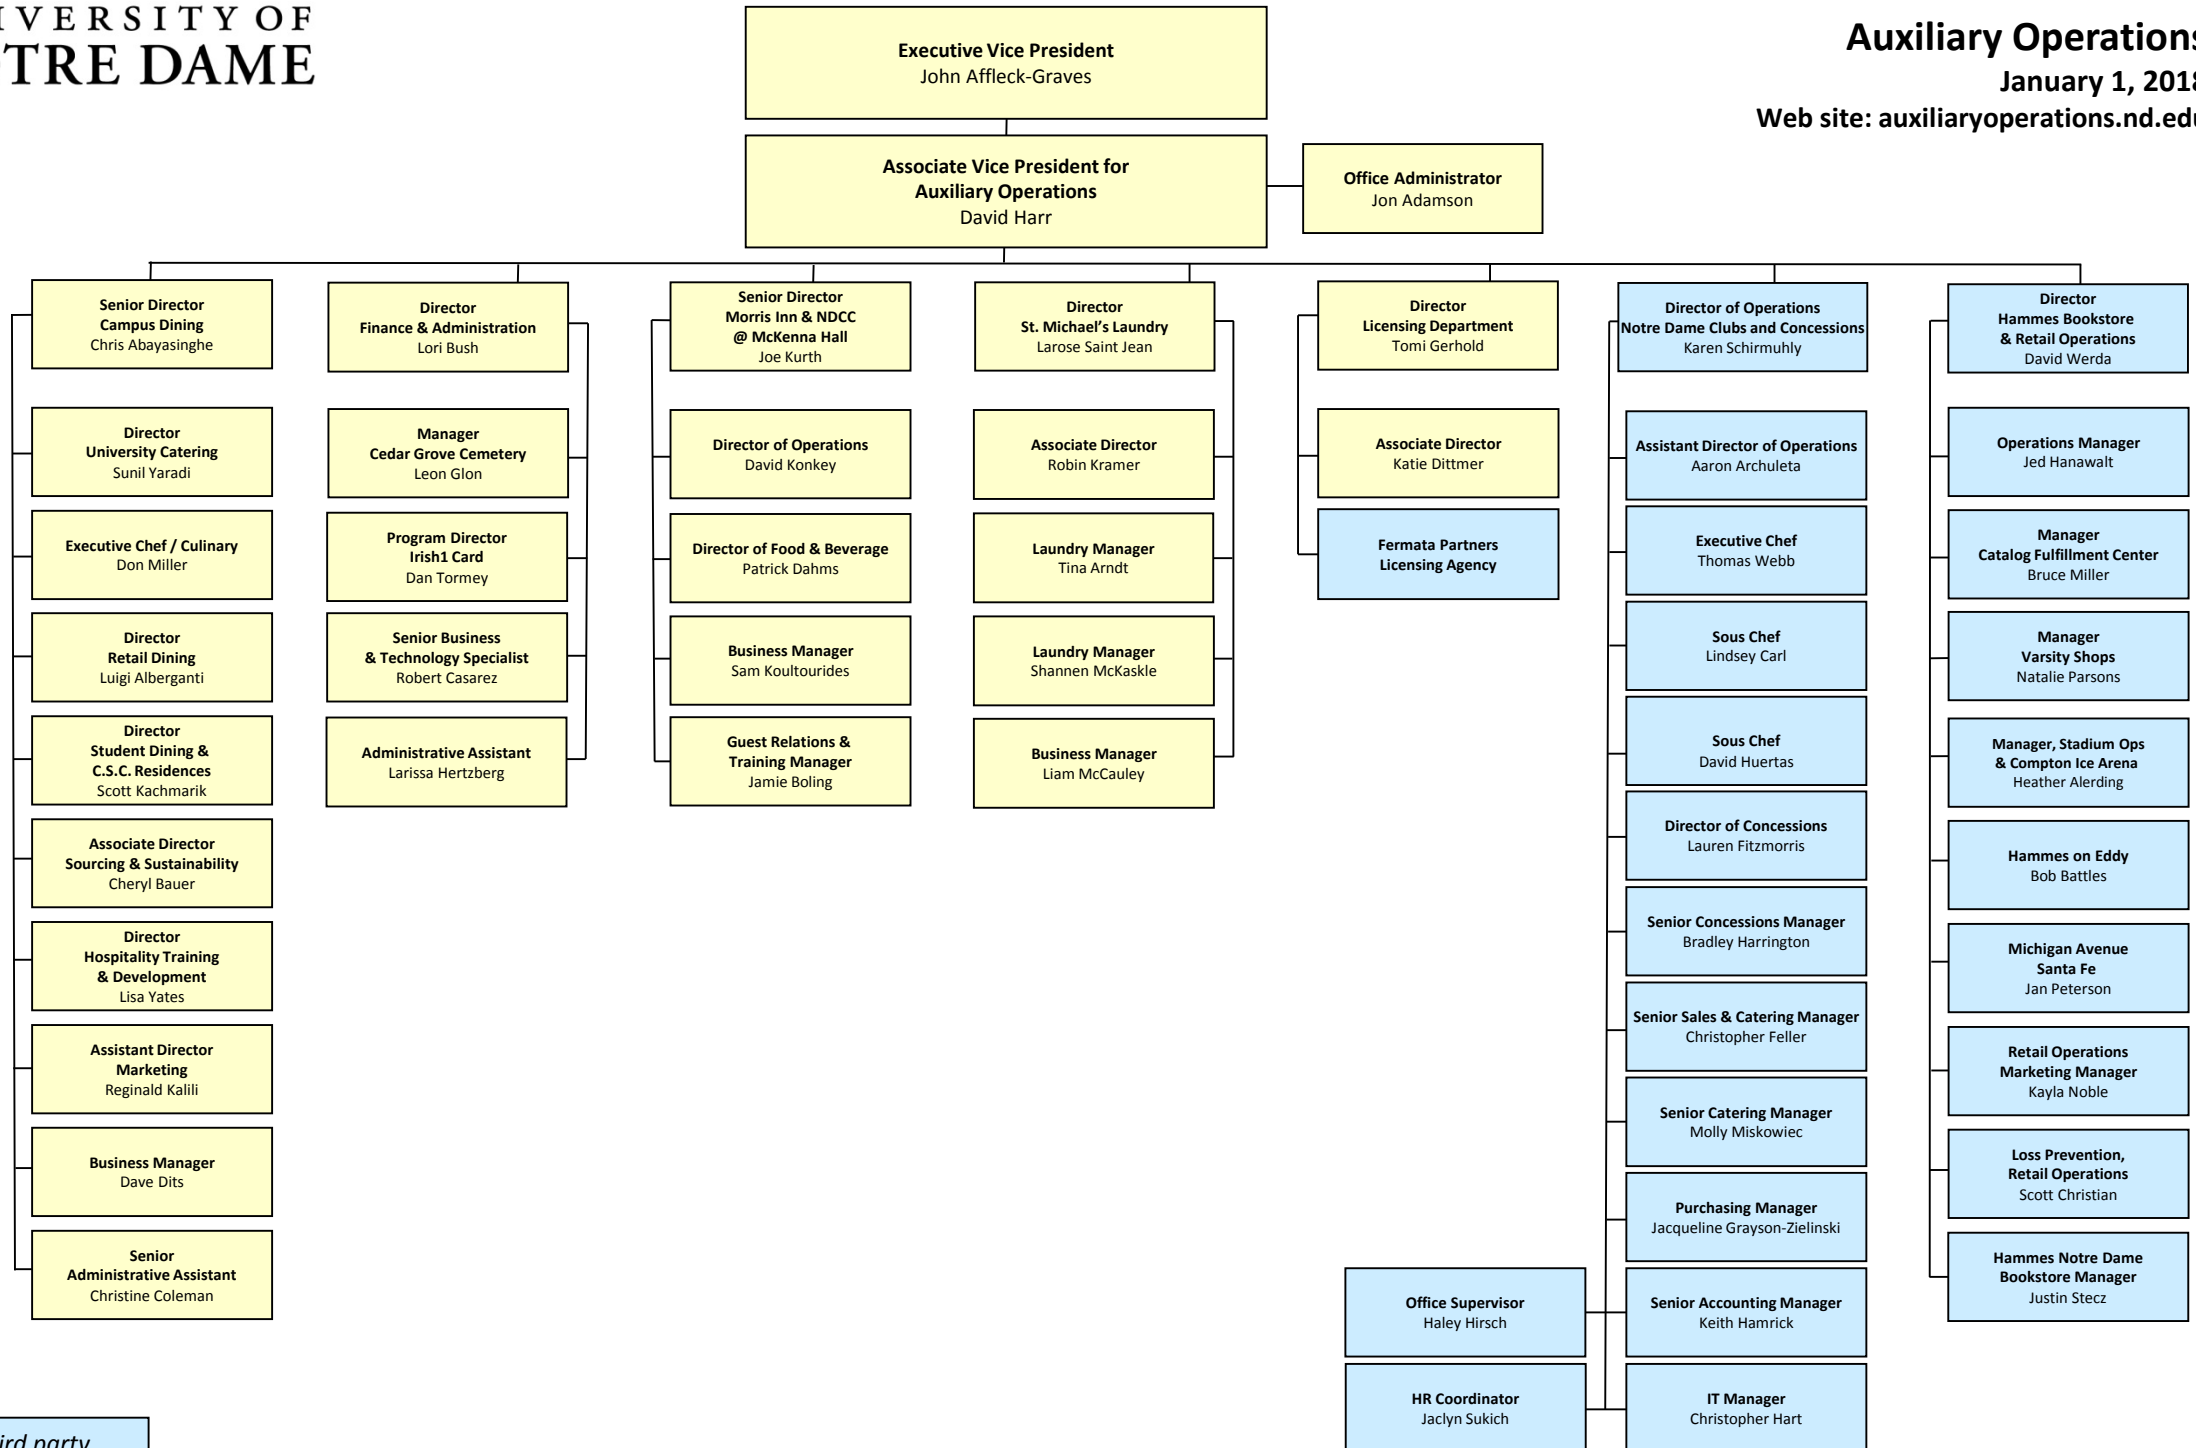 IVERSITY OF
TRE DAME
Auxiliary Operations
January 1, 2018
Web site: auxiliaryoperations.nd.edu
Executive Vice President
John Affleck-Graves
Associate Vice President for
Auxiliary Operations
David Harr
Office Administrator
Jon Adamson
Senior Director
Campus Dining
Chris Abayasinghe
Director
University Catering
Sunil Yaradi
Executive Chef / Culinary
Don Miller
Director
Retail Dining
Luigi Alberganti
Director
Student Dining &
C.S.C. Residences
Scott Kachmarik
Associate Director
Sourcing & Sustainability
Cheryl Bauer
Director
Hospitality Training
& Development
Lisa Yates
Assistant Director
Marketing
Reginald Kalili
Business Manager
Dave Dits
Senior
Administrative Assistant
Christine Coleman
Director
Finance & Administration
Lori Bush
Manager
Cedar Grove Cemetery
Leon Glon
Program Director
Irish1 Card
Dan Tormey
Senior Business
& Technology Specialist
Robert Casarez
Administrative Assistant
Larissa Hertzberg
Senior Director
Morris Inn & NDCC
@ McKenna Hall
Joe Kurth
Director of Operations
David Konkey
Director of Food & Beverage
Patrick Dahms
Business Manager
Sam Koultourides
Guest Relations &
Training Manager
Jamie Boling
Director
St. Michael's Laundry
Larose Saint Jean
Associate Director
Robin Kramer
Laundry Manager
Tina Arndt
Laundry Manager
Shannen McKaskle
Business Manager
Liam McCauley
Director
Licensing Department
Tomi Gerhold
Associate Director
Katie Dittmer
Fermata Partners
Licensing Agency
Director of Operations
Notre Dame Clubs and Concessions
Karen Schirmuhly
Assistant Director of Operations
Aaron Archuleta
Executive Chef
Thomas Webb
Sous Chef
Lindsey Carl
Sous Chef
David Huertas
Director of Concessions
Lauren Fitzmorris
Senior Concessions Manager
Bradley Harrington
Senior Sales & Catering Manager
Christopher Feller
Senior Catering Manager
Molly Miskowiec
Purchasing Manager
Jacqueline Grayson-Zielinski
Office Supervisor
Haley Hirsch
Senior Accounting Manager
Keith Hamrick
HR Coordinator
Jaclyn Sukich
IT Manager
Christopher Hart
Director
Hammes Bookstore
& Retail Operations
David Werda
Operations Manager
Jed Hanawalt
Manager
Catalog Fulfillment Center
Bruce Miller
Manager
Varsity Shops
Natalie Parsons
Manager, Stadium Ops
& Compton Ice Arena
Heather Alerding
Hammes on Eddy
Bob Battles
Michigan Avenue
Santa Fe
Jan Peterson
Retail Operations
Marketing Manager
Kayla Noble
Loss Prevention,
Retail Operations
Scott Christian
Hammes Notre Dame
Bookstore Manager
Justin Stecz
ird party